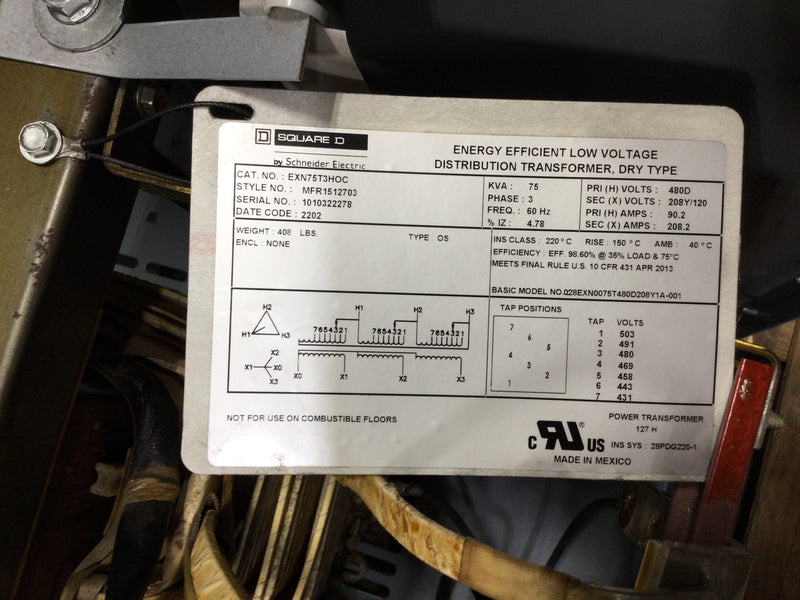 SQUARE D
by Schneider Electric
ENERGY EFFICIENT LOW VOLTAGE
DISTRIBUTION TRANSFORMER, DRY TYPE
CAT. NO. : EXN75T3HOC
STYLE NO. : MFR1512703
SERIAL NO. : 1010322278
DATE CODE : 2202
KVA : 75
PHASE : 3
FREQ. : 60 Hz
% IZ : 4.78
PRI (H) VOLTS : 480D
SEC (X) VOLTS : 208Y/120
PRI (H) AMPS : 90.2
SEC (X) AMPS : 208.2
WEIGHT : 408 LBS.
TYPE : OS
ENCL : NONE
INS CLASS : 220 °C RISE : 150 °C AMB : 40 °C
EFFICIENCY : EFF. 98.60% @ 35% LOAD & 75°C
MEETS FINAL RULE U.S. 10 CFR 431 APR 2013
BASIC MODEL NO.028EXN0075T480D208Y1A-001
H2
H1 H3
X2
X1 X0
X3
H1 H2 H3
7654321 7654321 7654321
X0 X1 X2 X3
TAP POSITIONS
7
6
5
4
3
2
1
TAP VOLTS
1 503
2 491
3 480
4 469
5 458
6 443
7 431
NOT FOR USE ON COMBUSTIBLE FLOORS
c RU ® US
MADE IN MEXICO
POWER TRANSFORMER
127 H
INS SYS : 28PDG220-1